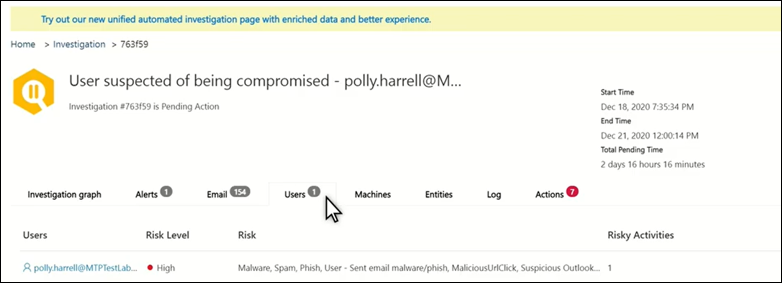 Try out our new unified automated investigation page with enriched data and better experience.
Home > Investigation > 763f59
User suspected of being compromised - polly.harrell@M...
Investigation #763f59 is Pending Action
Start Time
Dec 18, 2020 7:35:34 PM
End Time
Dec 21, 2020 12:00:14 PM
Total Pending Time
2 days 16 hours 16 minutes
Investigation graph Alerts 1 Email 154 Users 1 Machines Entities Log Actions 7
Users Risk Level Risk Risky Activities
polly.harrell@MTPTestLab... High Malware, Spam, Phish, User - Sent email malware/phish, MaliciousUrlClick, Suspicious Outlook... 1